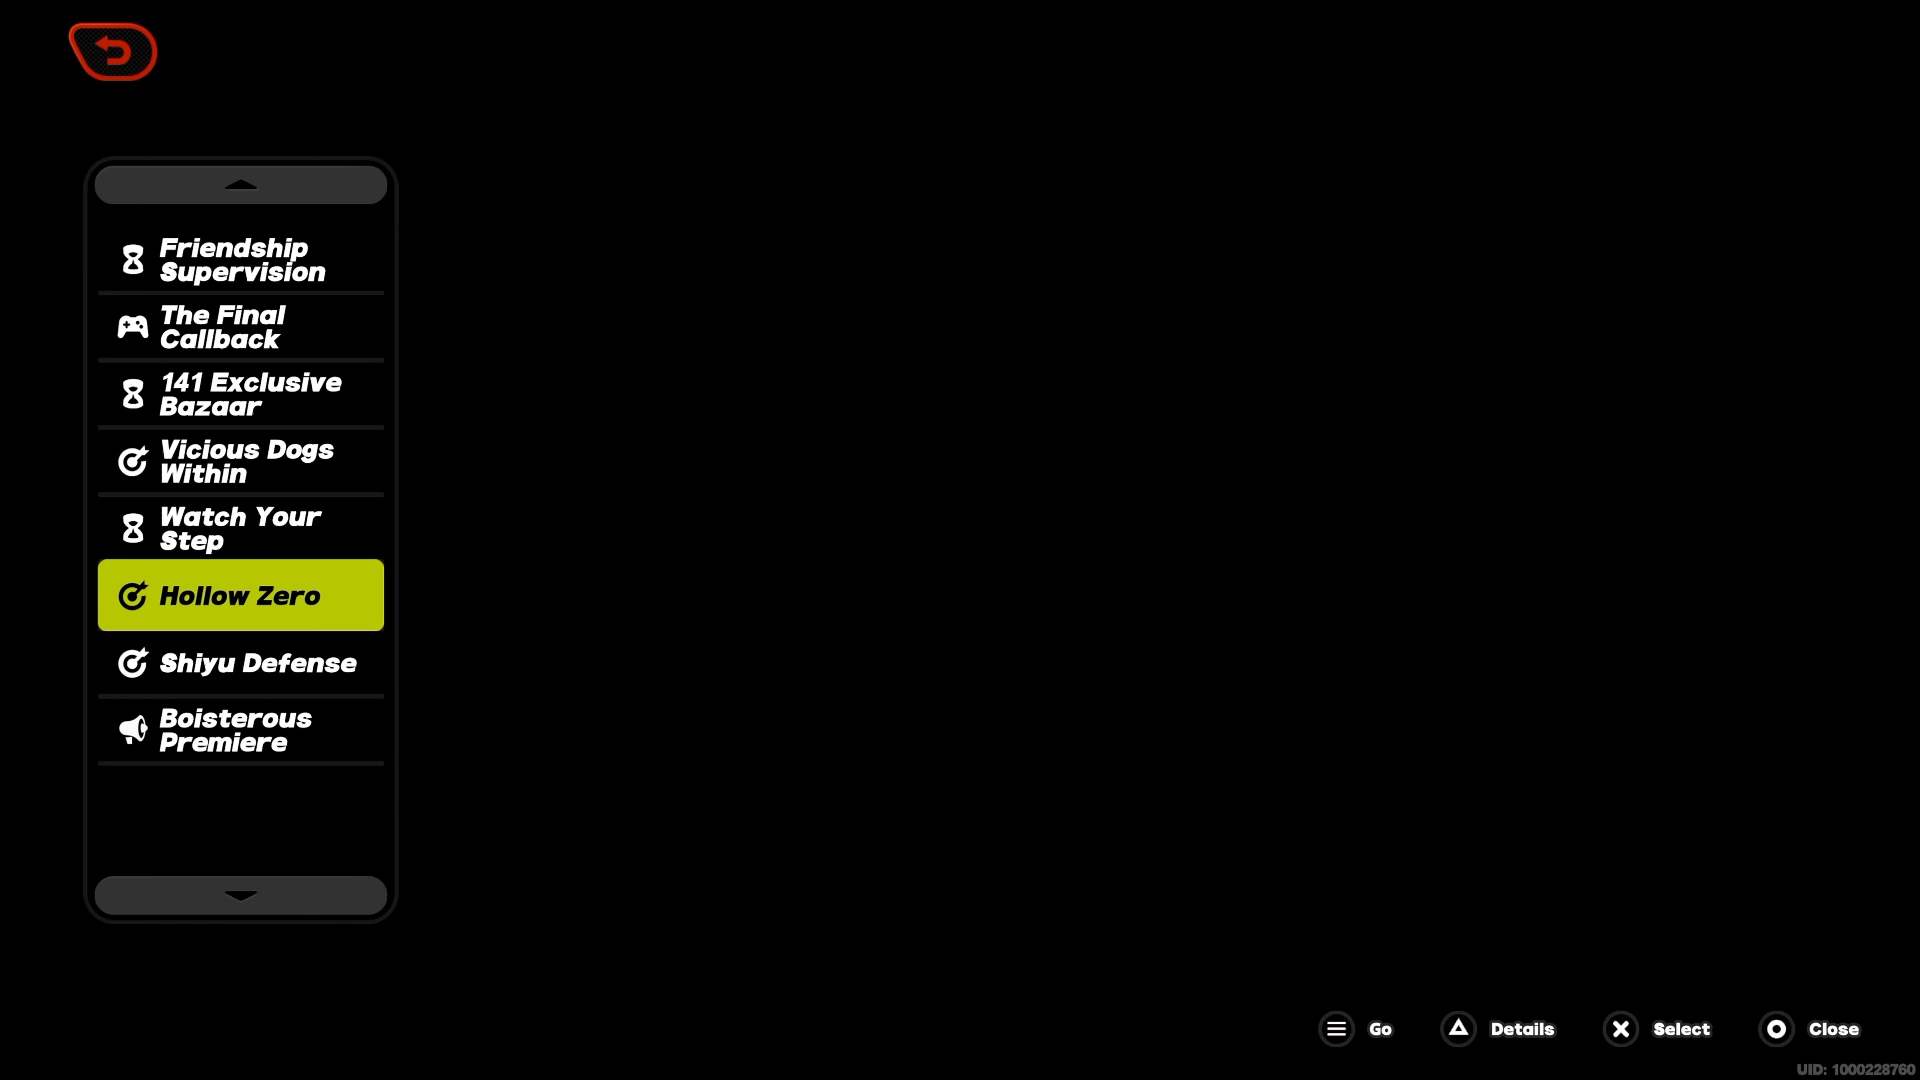 Friendship
Supervision
The Final
Callback
141 Exclusive
Bazaar
Vicious Dogs
Within
Watch Your
Step
Hollow Zero
Shiyu Defense
Boisterous
Premiere
Go Details Select Close
UID: 1000228760